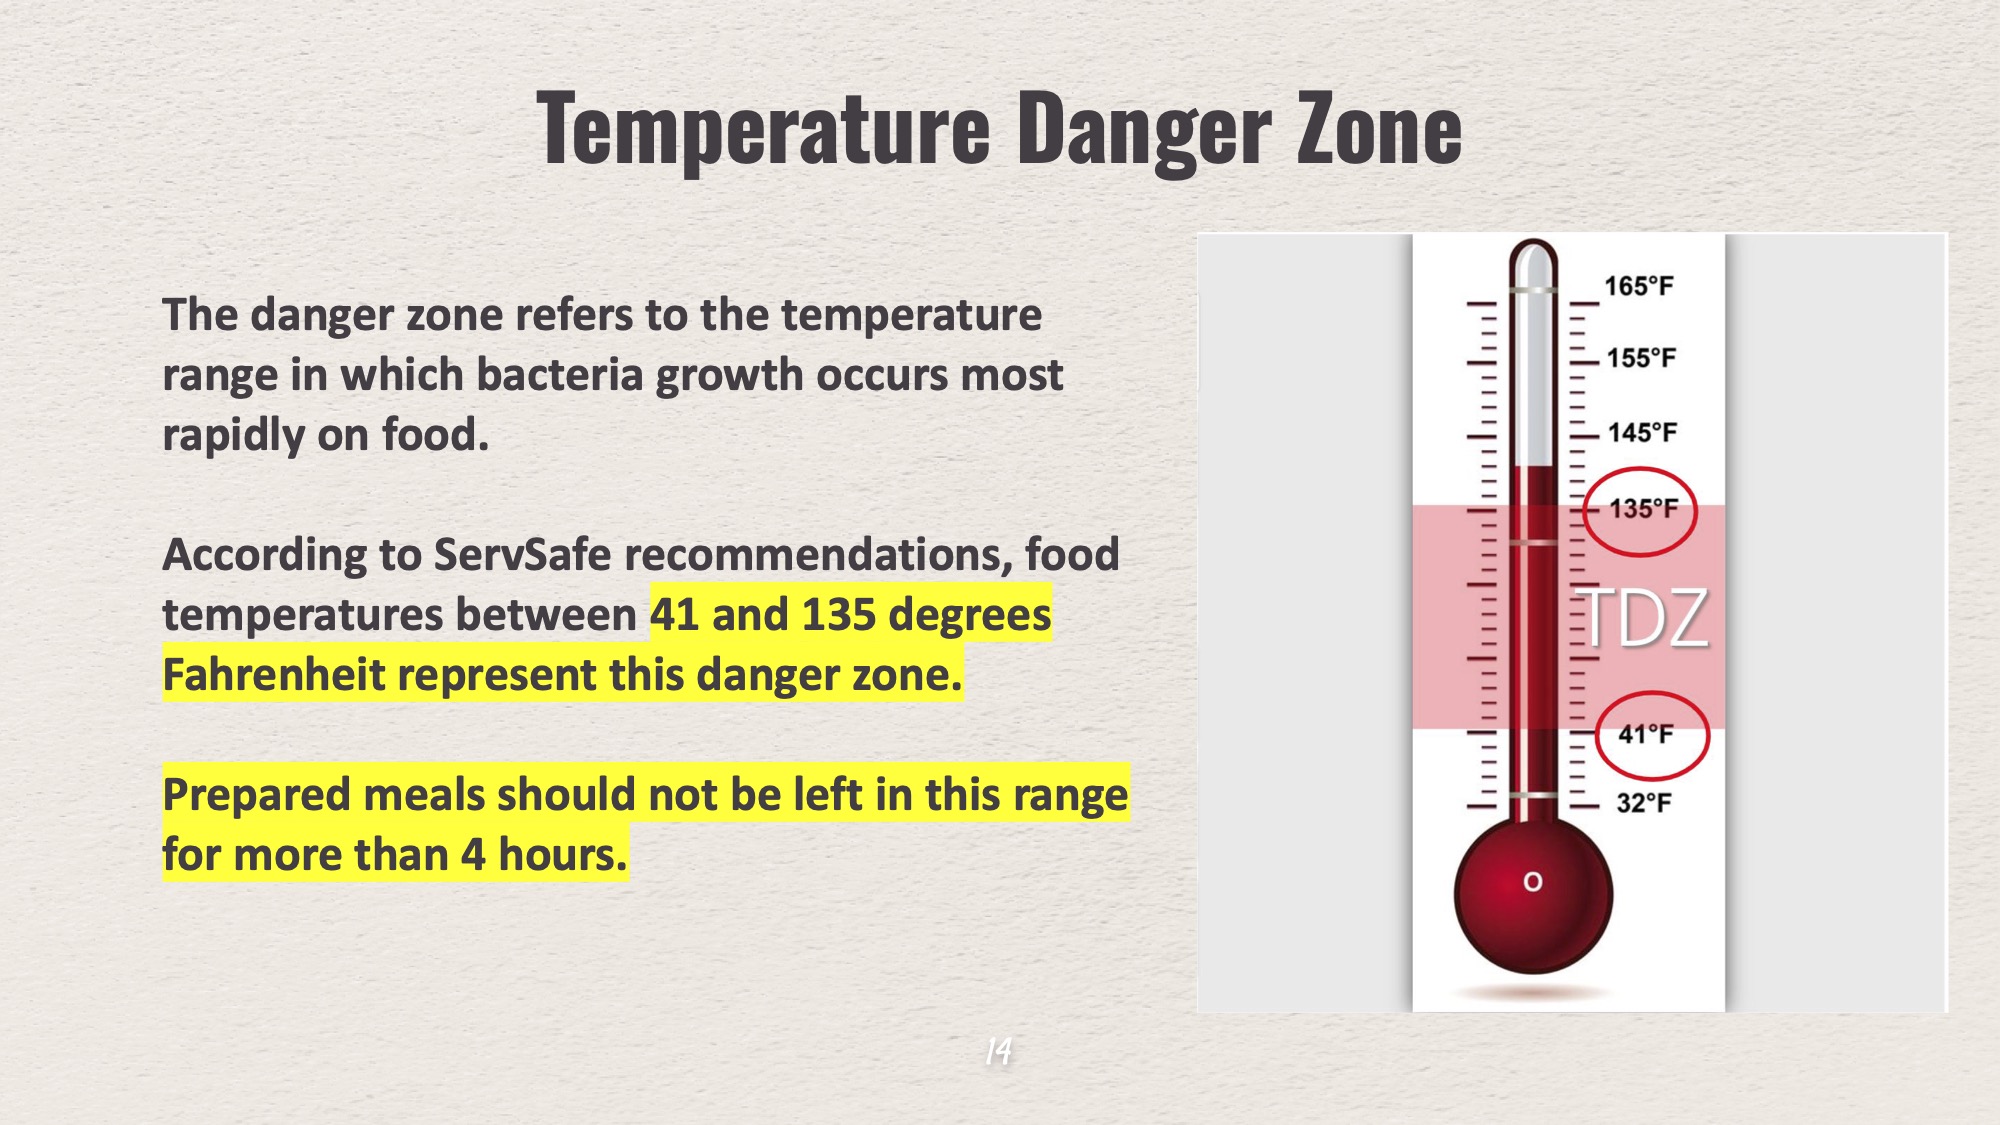 Temperature Danger Zone
The danger zone refers to the temperature
range in which bacteria growth occurs most
rapidly on food.
According to ServSafe recommendations, food
temperatures between 41 and 135 degrees
Fahrenheit represent this danger zone.
Prepared meals should not be left in this range
for more than 4 hours.
165°F
155°F
145°F
135°F
TDZ
41°F
32°F
O
14